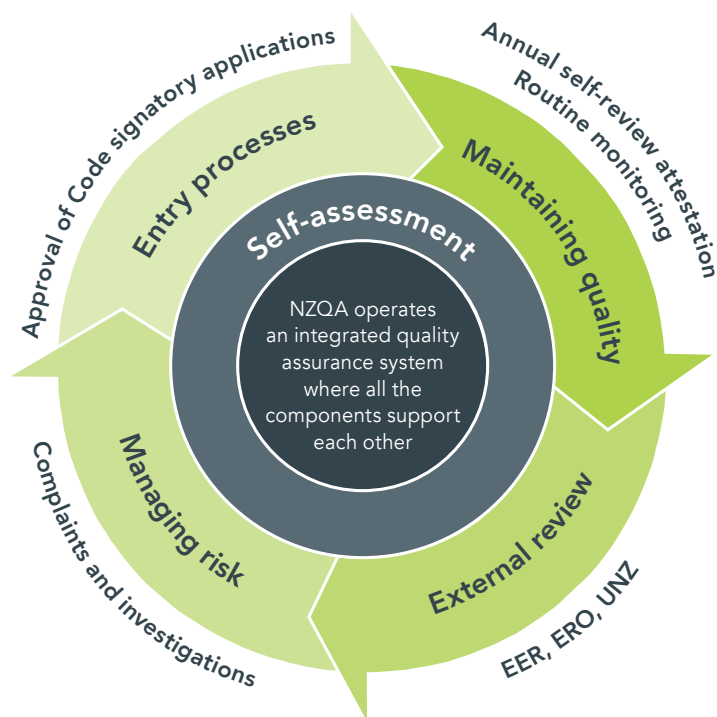 Approval of Code signatory applications
Entry processes
Annual self-review attestation
Routine monitoring
Maintaining quality
Self-assessment
NZQA operates
an integrated quality
assurance system
where all the
components support
each other
External review
EER, ERO, UNZ
Managing risk
Complaints and investigations